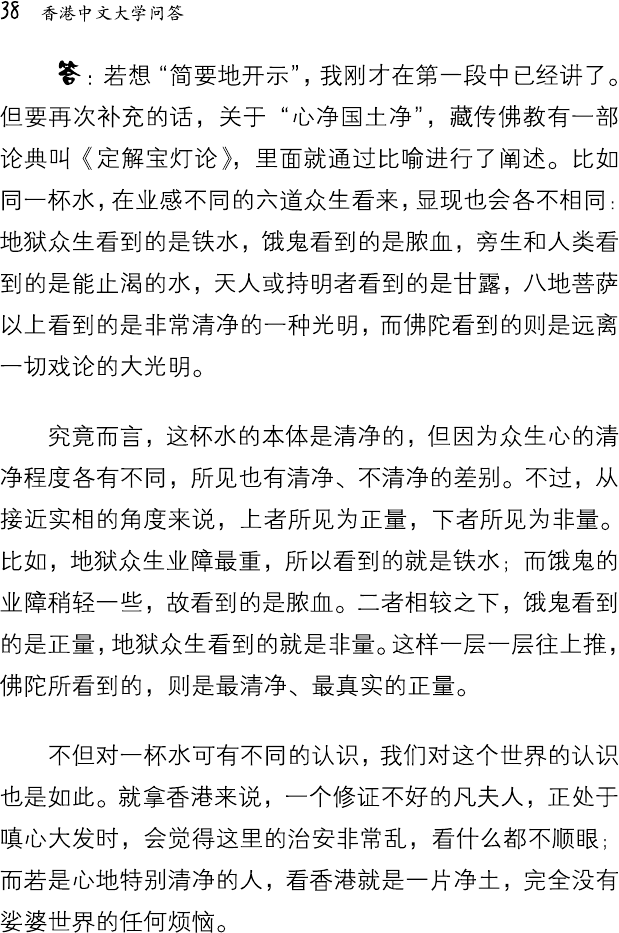 38 香港中文大学问答
答：若想“简要地开示”，我刚才在第一段中已经讲了。
但要再次补充的话，关于“心净国土净”，藏传佛教有一部
论典叫《定解宝灯论》，里面就通过比喻进行了阐述。比如
同一杯水，在业感不同的六道众生看来，显现也会各不相同：
地狱众生看到的是铁水，饿鬼看到的是脓血，旁生和人类看
到的是能止渴的水，天人或持明者看到的是甘露，八地菩萨
以上看到的是非常清净的一种光明，而佛陀看到的则是远离
一切戏论的大光明。
究竟而言，这杯水的本体是清净的，但因为众生心的清
净程度各有不同，所见也有清净、不清净的差别。不过，从
接近实相的角度来说，上者所见为正量，下者所见为非量。
比如，地狱众生业障最重，所以看到的就是铁水；而饿鬼的
业障稍轻一些，故看到的是脓血。二者相较之下，饿鬼看到
的是正量，地狱众生看到的就是非量。这样一层一层往上推，
佛陀所看到的，则是最清净、最真实的正量。
不但对一杯水可有不同的认识，我们对这个世界的认识
也是如此。就拿香港来说，一个修证不好的凡夫人，正处于
嗔心大发时，会觉得这里的治安非常乱，看什么都不顺眼；
而若是心地特别清净的人，看香港就是一片净土，完全没有
娑婆世界的任何烦恼。